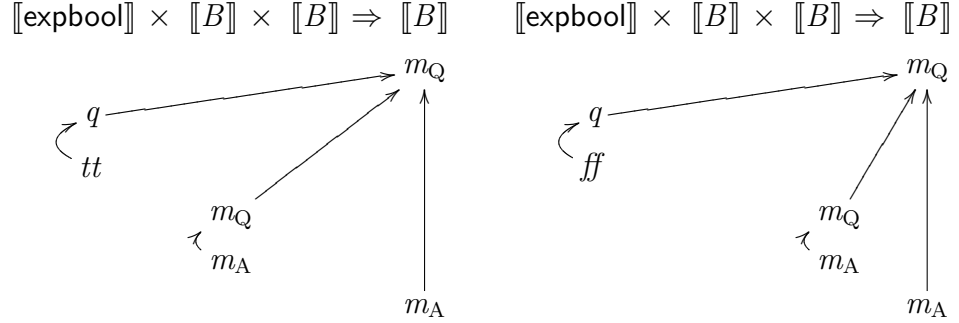 ⟦expbool⟧ × ⟦B⟧ × ⟦B⟧ ⇒ ⟦B⟧
m_Q
q
tt
m_Q
m_A
m_A
⟦expbool⟧ × ⟦B⟧ × ⟦B⟧ ⇒ ⟦B⟧
m_Q
q
ff
m_Q
m_A
m_A